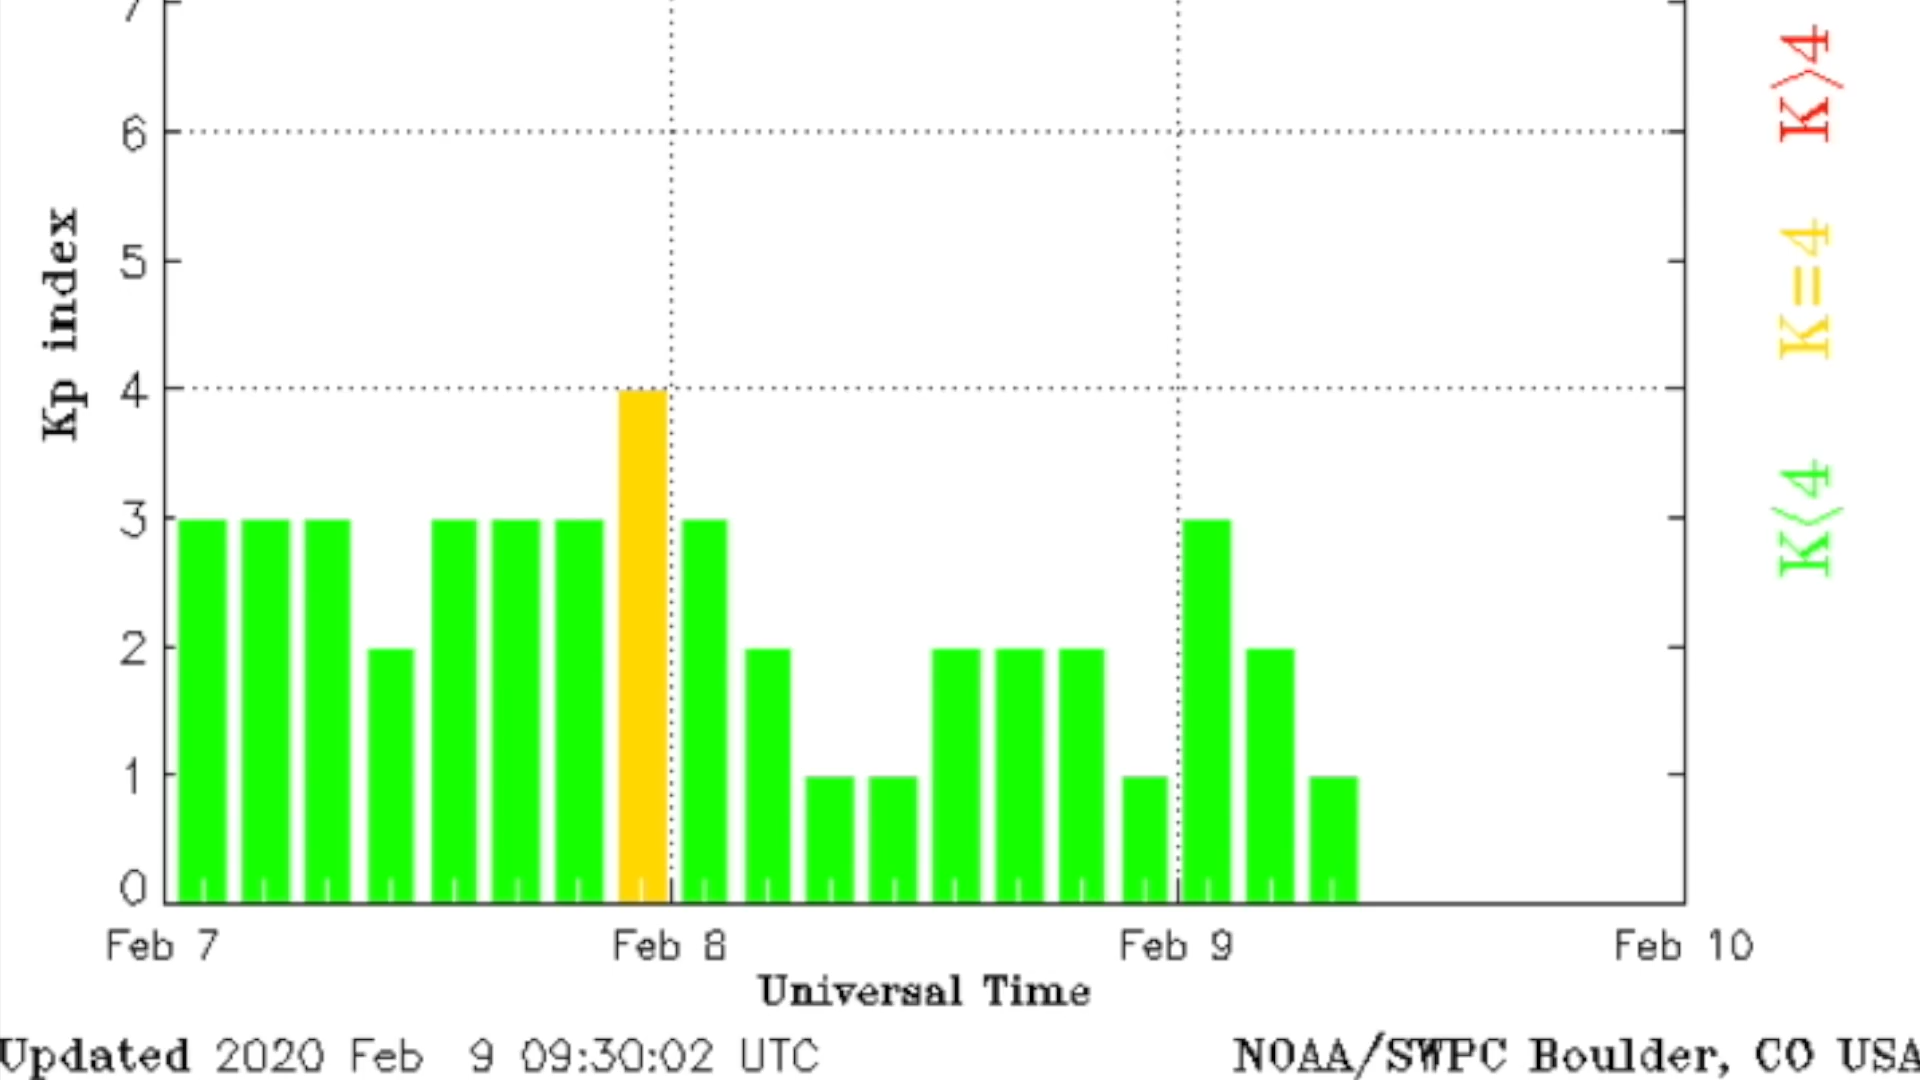 7
6
5
4
3
2
1
0
Kp index
Feb 7 Feb 8 Feb 9 Feb 10
Universal Time
Updated 2020 Feb 9 09:30:02 UTC
NOAA/SWPC Boulder, CO USA
K<4 K=4 K>4